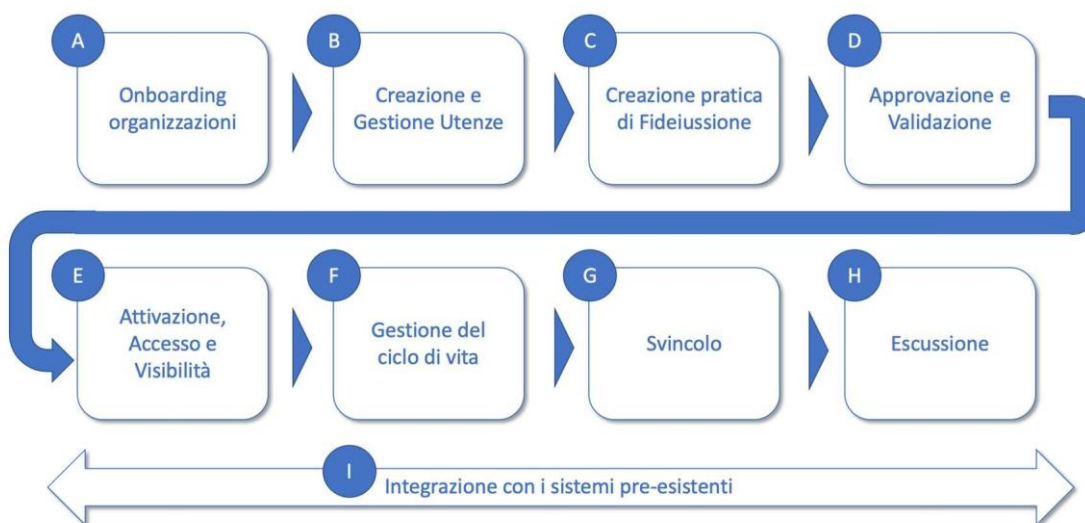 A
Onboarding
organizzazioni
B
Creazione e
Gestione Utenze
C
Creazione pratica
di Fideiussione
D
Approvazione e
Validazione
E
Attivazione,
Accesso e
Visibilità
F
Gestione del
ciclo di vita
G
Svincolo
H
Escussione
I
Integrazione con i sistemi pre-esistenti